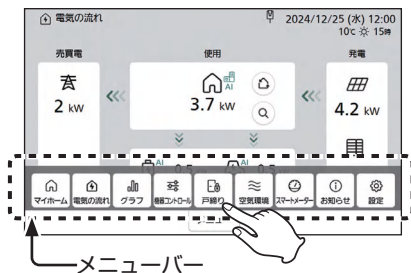 電気の流れ
2024/12/25 (水) 12:00
10℃ 15時
売買電 使用 発電
AI
2 kW 3.7 kW 4.2 kW
AI AI
0.5 0.5
マイホーム 電気の流れ グラフ 機器コントロール 戸締り 空気環境 スマートメーター お知らせ 設定
メニューバー